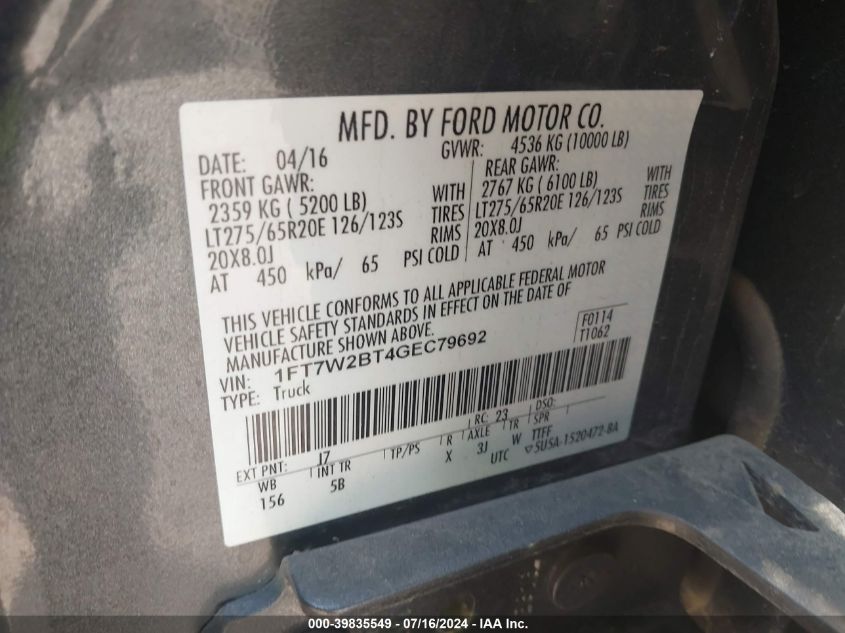 MFD. BY FORD MOTOR CO.
DATE: 04/16 GVWR: 4536 KG (10000 LB)
FRONT GAWR: REAR GAWR:
2359 KG ( 5200 LB) WITH 2767 KG ( 6100 LB) WITH
LT275/65R20E 126/123S TIRES LT275/65R20E 126/123S TIRES
20X8.0J RIMS 20X8.0J RIMS
AT 450 kPa/ 65 PSI COLD AT 450 kPa/ 65 PSI COLD
THIS VEHICLE CONFORMS TO ALL APPLICABLE FEDERAL MOTOR
VEHICLE SAFETY STANDARDS IN EFFECT ON THE DATE OF
MANUFACTURE SHOWN ABOVE.
VIN: 1FT7W2BT4GEC79692 F0114
TYPE: Truck T1062
RC: 23 DSO:
EXT PNT: J7 TP/PS R AXLE TR SPR
WB INT TR X 3J W TTFF
156 5B UTC ▽5U5A-1520472-BA
000-39835549 - 07/16/2024 - IAA Inc.